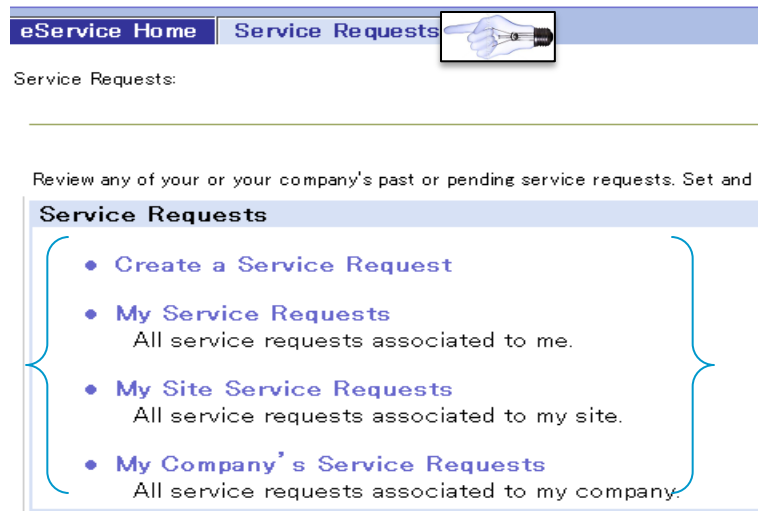 eService Home Service Requests
Service Requests:
Review any of your or your company's past or pending service requests. Set and
Service Requests
• Create a Service Request
• My Service Requests
All service requests associated to me.
• My Site Service Requests
All service requests associated to my site.
• My Company's Service Requests
All service requests associated to my company.